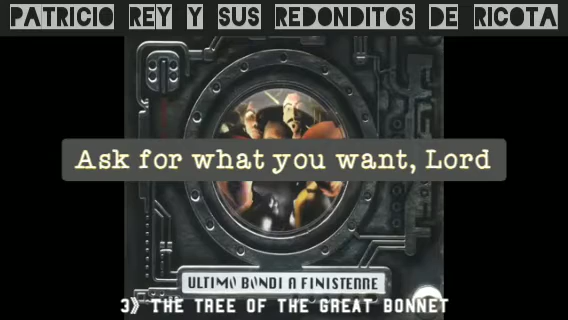 PATRICIO REY Y SUS REDONDITOS DE RICOTA
Ask for what you want, Lord
ULTIMO BONDI A FINISTERRE
3》 THE TREE OF THE GREAT BONNET